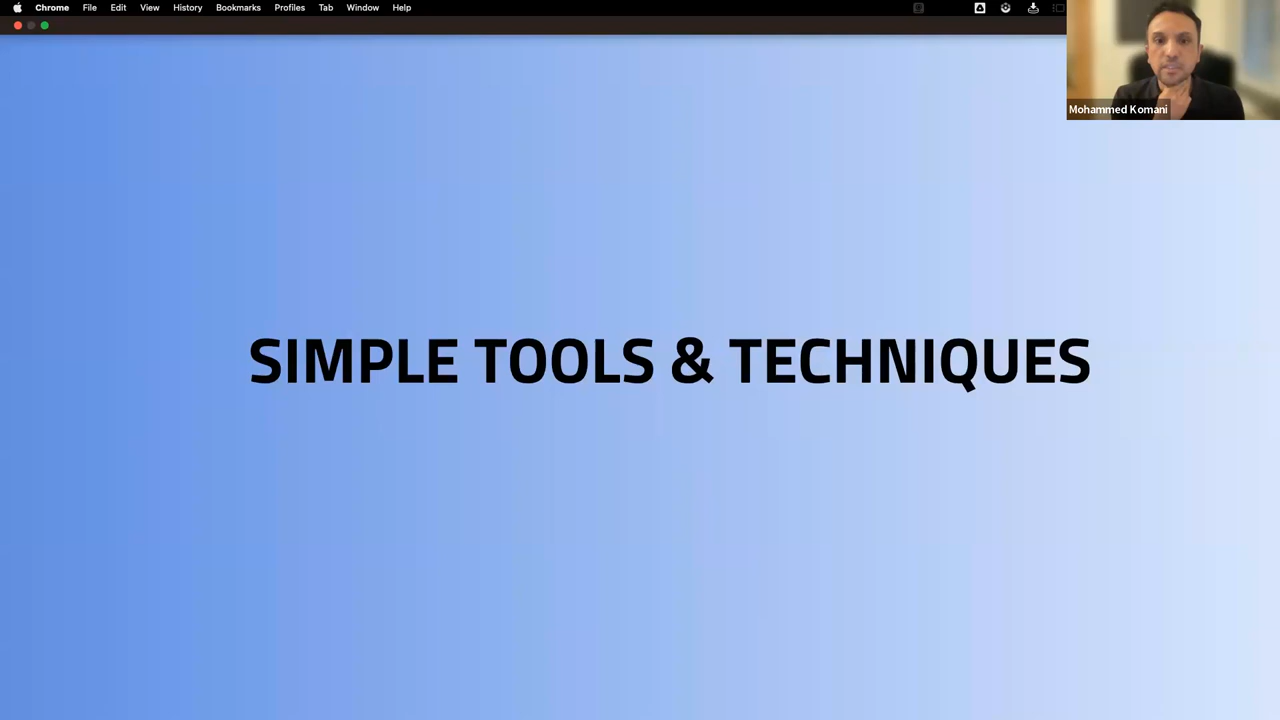 Chrome File Edit View History Bookmarks Profiles Tab Window Help
Mohammed Komani
SIMPLE TOOLS & TECHNIQUES